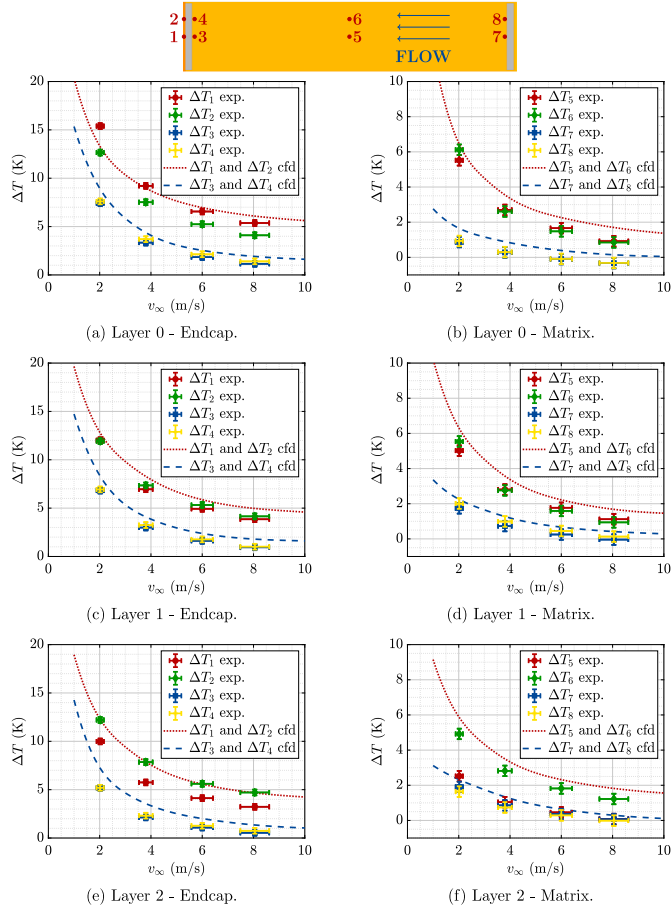 2 4 6 8
1 3 5 7
FLOW
20
15
10
5
0
ΔT (K)
ΔT₁ exp.
ΔT₂ exp.
ΔT₃ exp.
ΔT₄ exp.
ΔT₁ and ΔT₂ cfd
ΔT₃ and ΔT₄ cfd
0 2 4 6 8 10
v∞ (m/s)
(a) Layer 0 - Endcap.
10
8
6
4
2
0
ΔT (K)
ΔT₅ exp.
ΔT₆ exp.
ΔT₇ exp.
ΔT₈ exp.
ΔT₅ and ΔT₆ cfd
ΔT₇ and ΔT₈ cfd
0 2 4 6 8 10
v∞ (m/s)
(b) Layer 0 - Matrix.
20
15
10
5
0
ΔT (K)
ΔT₁ exp.
ΔT₂ exp.
ΔT₃ exp.
ΔT₄ exp.
ΔT₁ and ΔT₂ cfd
ΔT₃ and ΔT₄ cfd
0 2 4 6 8 10
v∞ (m/s)
(c) Layer 1 - Endcap.
10
8
6
4
2
0
ΔT (K)
ΔT₅ exp.
ΔT₆ exp.
ΔT₇ exp.
ΔT₈ exp.
ΔT₅ and ΔT₆ cfd
ΔT₇ and ΔT₈ cfd
0 2 4 6 8 10
v∞ (m/s)
(d) Layer 1 - Matrix.
20
15
10
5
0
ΔT (K)
ΔT₁ exp.
ΔT₂ exp.
ΔT₃ exp.
ΔT₄ exp.
ΔT₁ and ΔT₂ cfd
ΔT₃ and ΔT₄ cfd
0 2 4 6 8 10
v∞ (m/s)
(e) Layer 2 - Endcap.
10
8
6
4
2
0
ΔT (K)
ΔT₅ exp.
ΔT₆ exp.
ΔT₇ exp.
ΔT₈ exp.
ΔT₅ and ΔT₆ cfd
ΔT₇ and ΔT₈ cfd
0 2 4 6 8 10
v∞ (m/s)
(f) Layer 2 - Matrix.